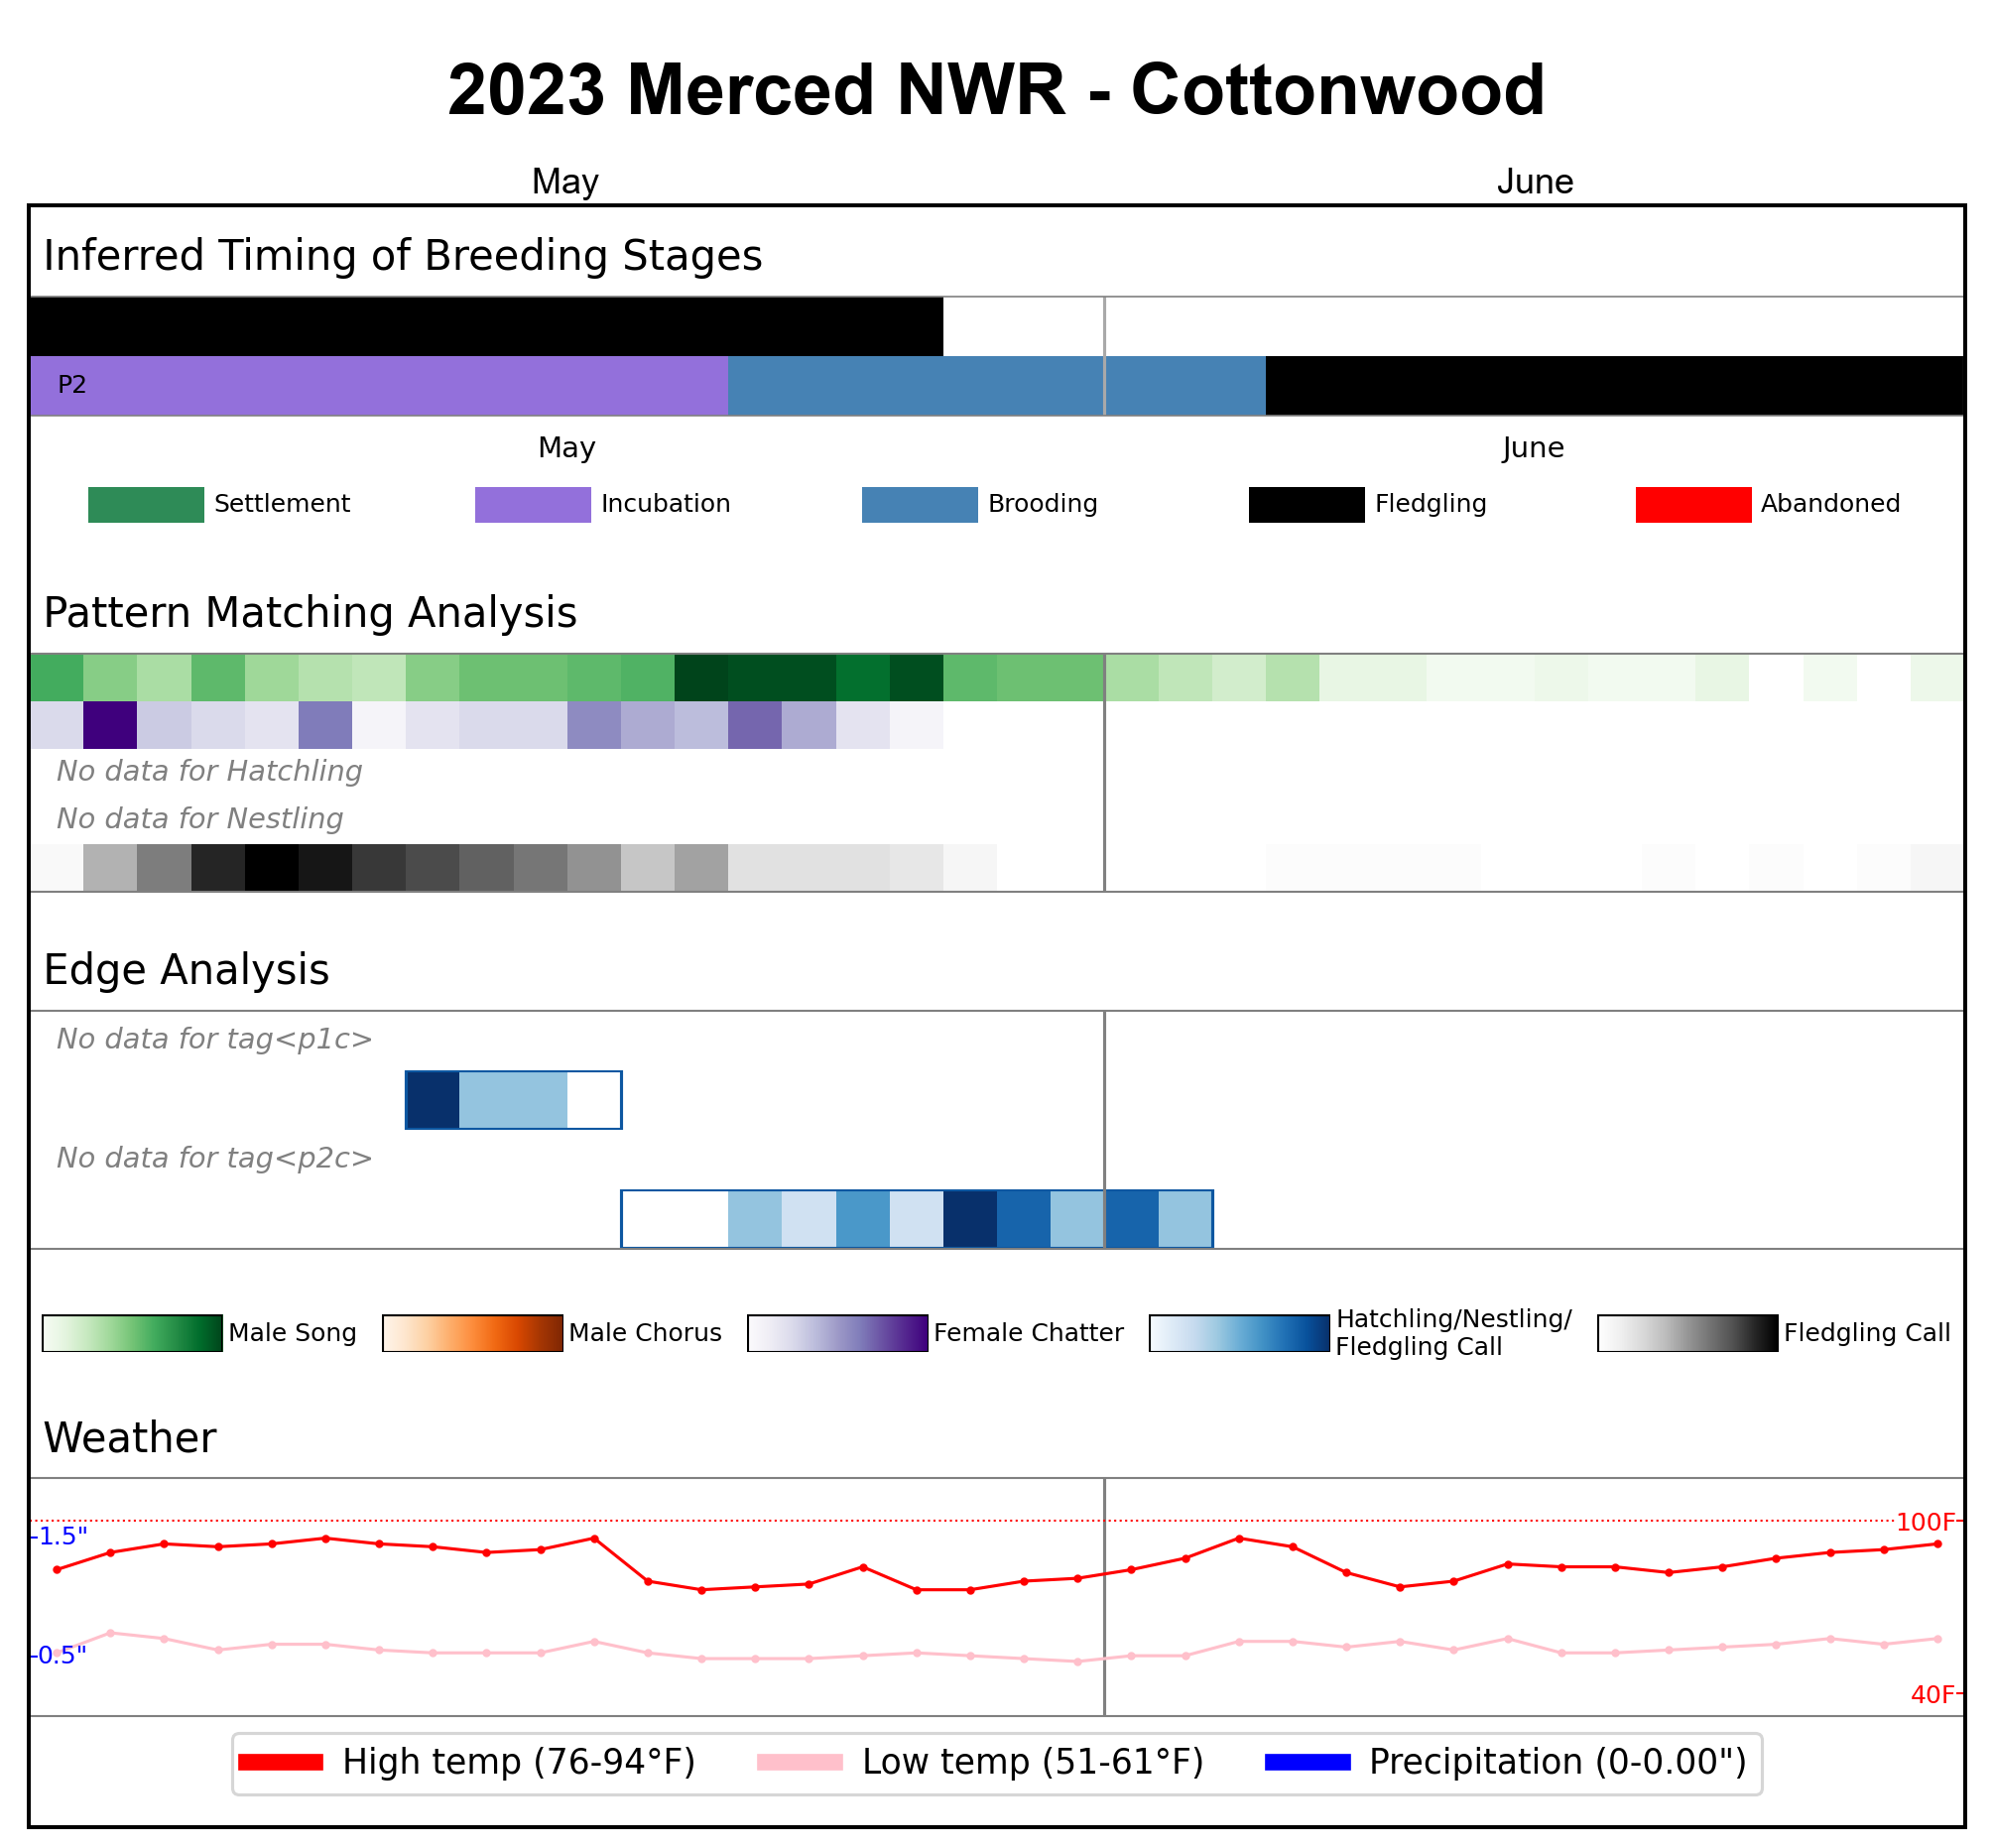 2023 Merced NWR - Cottonwood
May June
Inferred Timing of Breeding Stages
P2
May June
Settlement Incubation Brooding Fledgling Abandoned
Pattern Matching Analysis
No data for Hatchling
No data for Nestling
Edge Analysis
No data for tag<p1c>
No data for tag<p2c>
Male Song Male Chorus Female Chatter Hatchling/Nestling/
Fledgling Call Fledgling Call
Weather
1.5" 100F
0.5"
40F
High temp (76-94°F) Low temp (51-61°F) Precipitation (0-0.00")